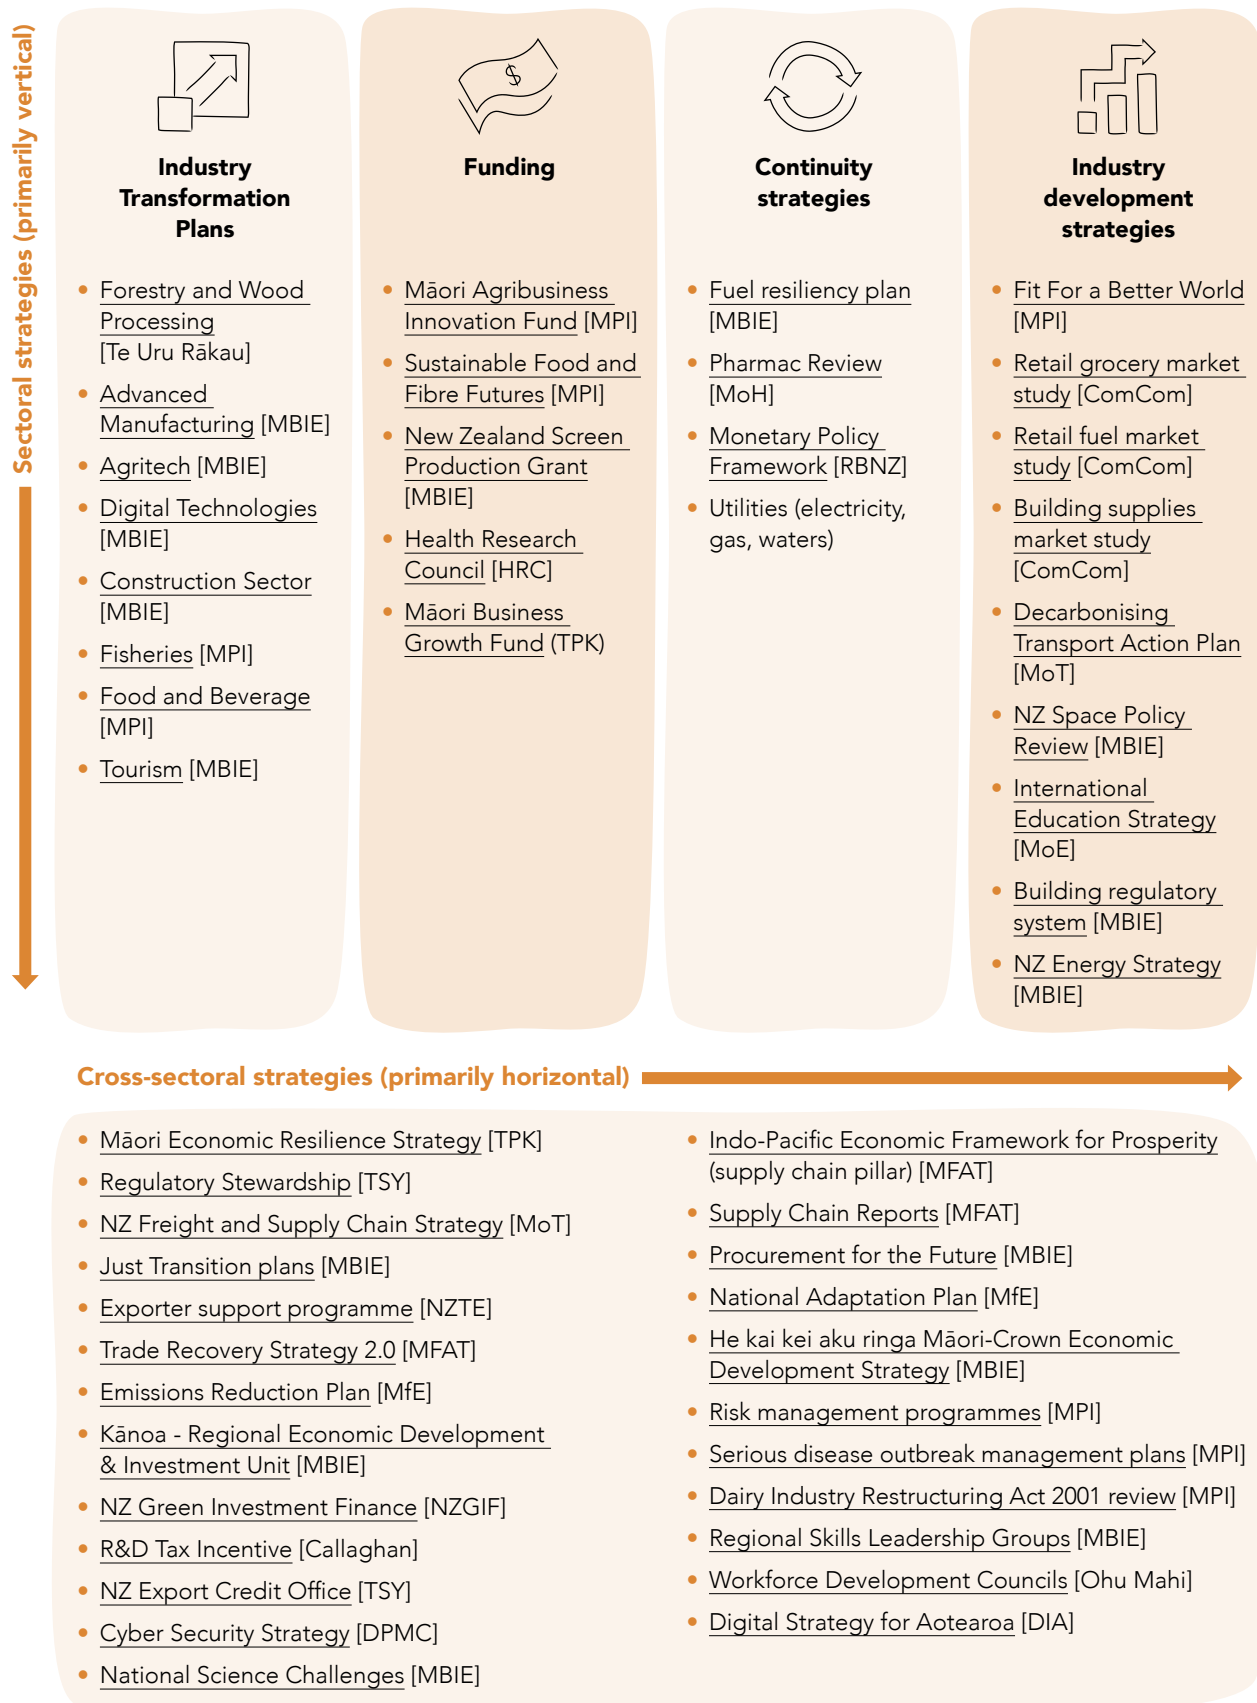 Sectoral strategies (primarily vertical)
Industry
Transformation
Plans
• Forestry and Wood
Processing
[Te Uru Rākau]
• Advanced
Manufacturing [MBIE]
• Agritech [MBIE]
• Digital Technologies
[MBIE]
• Construction Sector
[MBIE]
• Fisheries [MPI]
• Food and Beverage
[MPI]
• Tourism [MBIE]
$
Funding
• Māori Agribusiness
Innovation Fund [MPI]
• Sustainable Food and
Fibre Futures [MPI]
• New Zealand Screen
Production Grant
[MBIE]
• Health Research
Council [HRC]
• Māori Business
Growth Fund (TPK)
Continuity
strategies
• Fuel resiliency plan
[MBIE]
• Pharmac Review
[MoH]
• Monetary Policy
Framework [RBNZ]
• Utilities (electricity,
gas, waters)
Industry
development
strategies
• Fit For a Better World
[MPI]
• Retail grocery market
study [ComCom]
• Retail fuel market
study [ComCom]
• Building supplies
market study
[ComCom]
• Decarbonising
Transport Action Plan
[MoT]
• NZ Space Policy
Review [MBIE]
• International
Education Strategy
[MoE]
• Building regulatory
system [MBIE]
• NZ Energy Strategy
[MBIE]
Cross-sectoral strategies (primarily horizontal)
• Māori Economic Resilience Strategy [TPK]
• Regulatory Stewardship [TSY]
• NZ Freight and Supply Chain Strategy [MoT]
• Just Transition plans [MBIE]
• Exporter support programme [NZTE]
• Trade Recovery Strategy 2.0 [MFAT]
• Emissions Reduction Plan [MfE]
• Kānoa - Regional Economic Development
& Investment Unit [MBIE]
• NZ Green Investment Finance [NZGIF]
• R&D Tax Incentive [Callaghan]
• NZ Export Credit Office [TSY]
• Cyber Security Strategy [DPMC]
• National Science Challenges [MBIE]
• Indo-Pacific Economic Framework for Prosperity
(supply chain pillar) [MFAT]
• Supply Chain Reports [MFAT]
• Procurement for the Future [MBIE]
• National Adaptation Plan [MfE]
• He kai kei aku ringa Māori-Crown Economic
Development Strategy [MBIE]
• Risk management programmes [MPI]
• Serious disease outbreak management plans [MPI]
• Dairy Industry Restructuring Act 2001 review [MPI]
• Regional Skills Leadership Groups [MBIE]
• Workforce Development Councils [Ohu Mahi]
• Digital Strategy for Aotearoa [DIA]